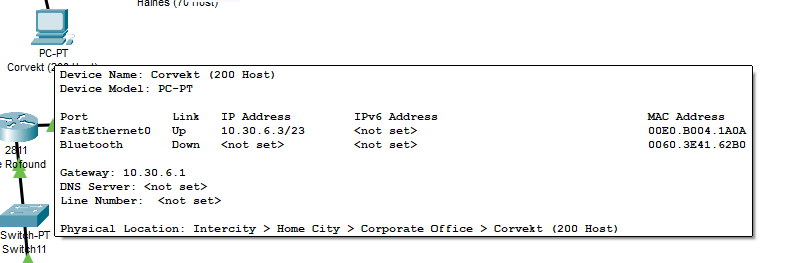 Haines (70 Host)
PC-PT
Corvekt (200 Host)
Device Name: Corvekt (200 Host)
Device Model: PC-PT
Port Link IP Address IPv6 Address MAC Address
FastEthernet0 Up 10.30.6.3/23 <not set> 00E0.B004.1A0A
Bluetooth Down <not set> <not set> 0060.3E41.62B0
Gateway: 10.30.6.1
DNS Server: <not set>
Line Number: <not set>
Physical Location: Intercity > Home City > Corporate Office > Corvekt (200 Host)
2811
e Rofound
Switch-PT
Switch11